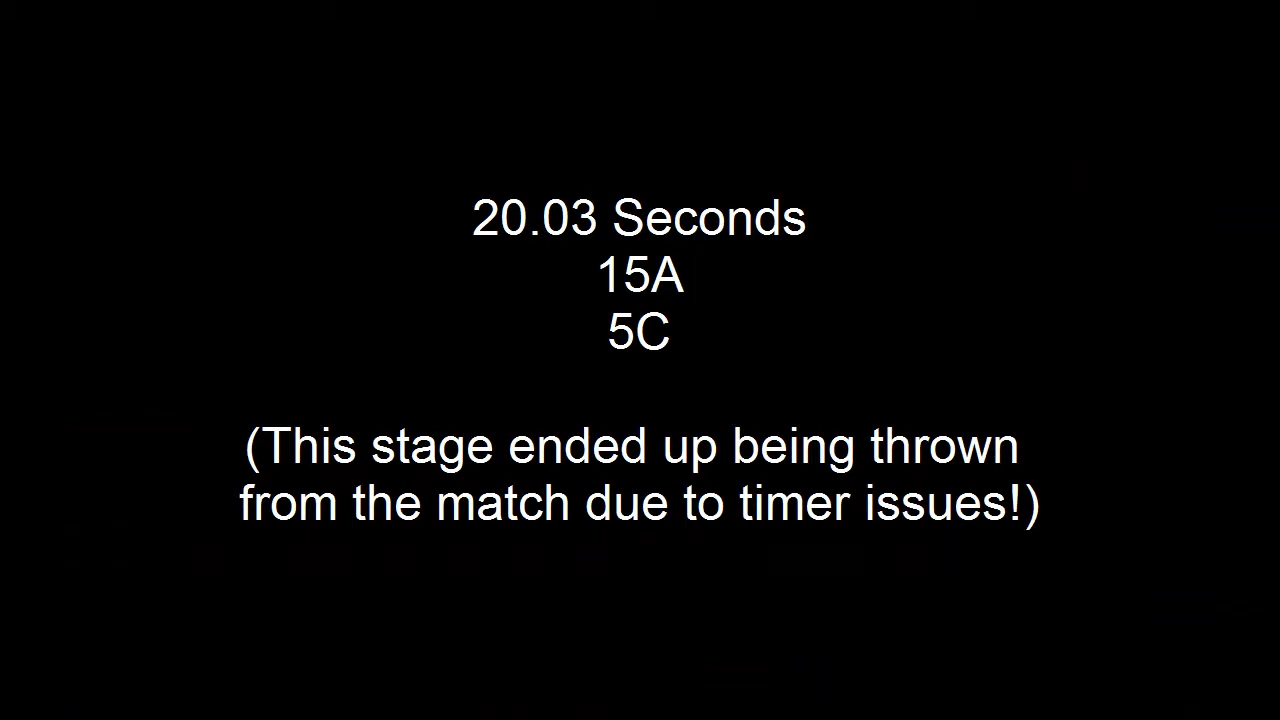 20.03 Seconds
15A
5C
(This stage ended up being thrown
from the match due to timer issues!)